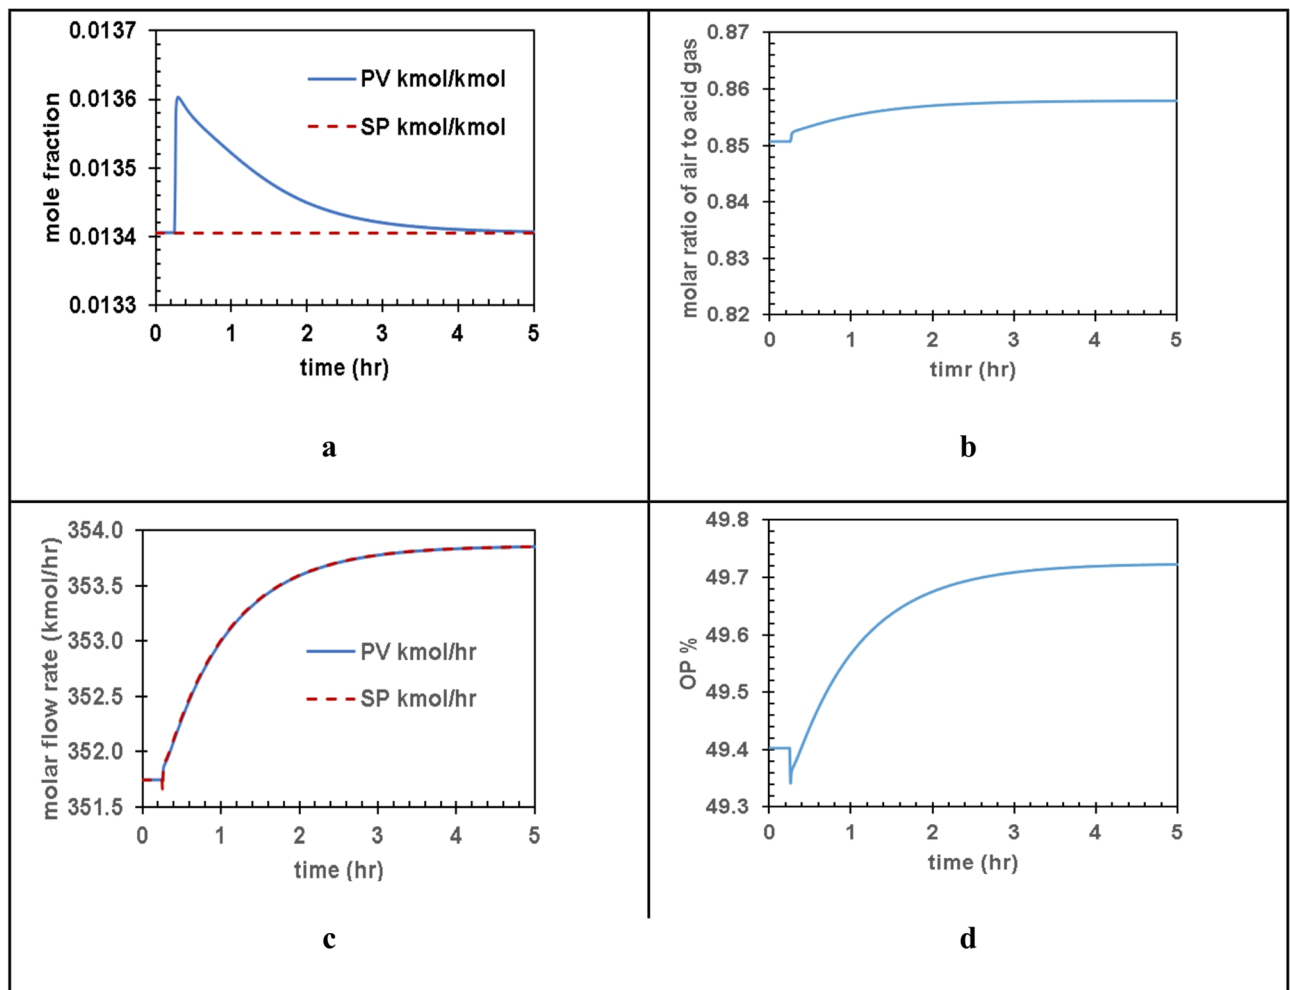 0.0137
0.0136
0.0135
0.0134
0.0133
mole fraction
PV kmol/kmol
SP kmol/kmol
0 1 2 3 4 5
time (hr)
a
0.87
0.86
0.85
0.84
0.83
0.82
molar ratio of air to acid gas
0 1 2 3 4 5
timr (hr)
b
354.0
353.5
353.0
352.5
352.0
351.5
molar flow rate (kmol/hr)
PV kmol/hr
SP kmol/hr
0 1 2 3 4 5
time (hr)
c
49.8
49.7
49.6
49.5
49.4
49.3
OP %
0 1 2 3 4 5
time (hr)
d